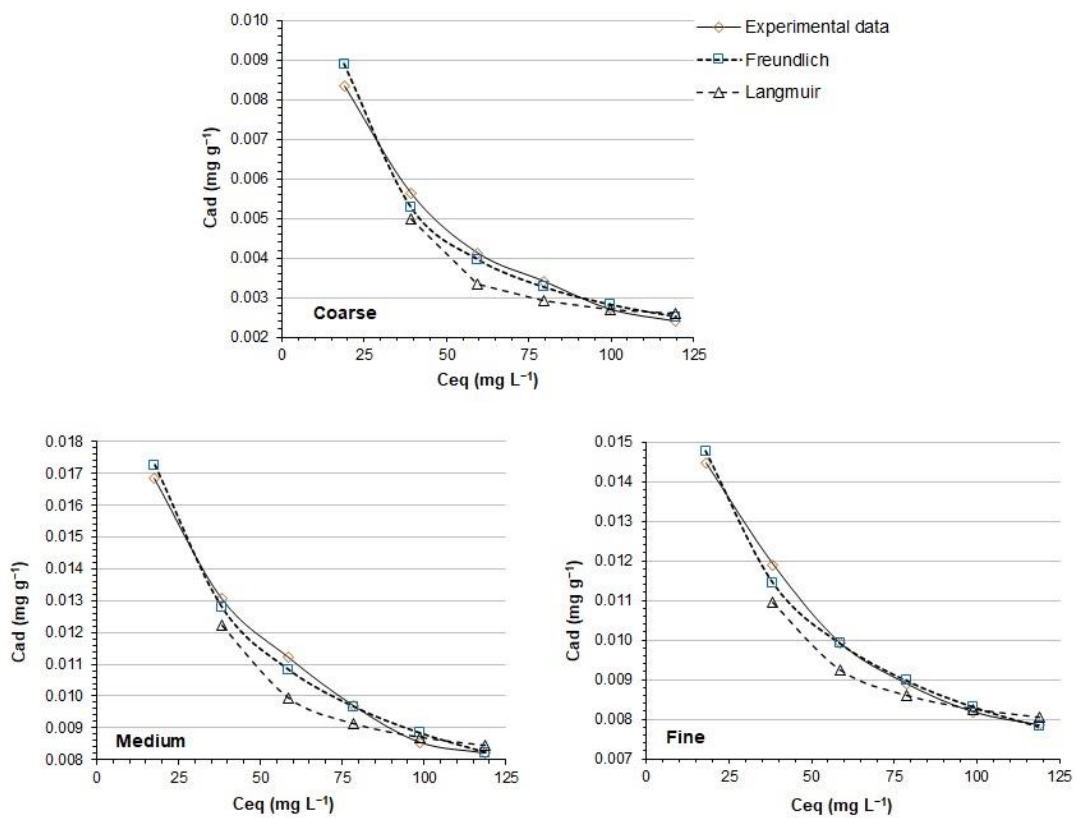 0.010
0.009
0.008
0.007
0.006
0.005
0.004
0.003
0.002
Cad (mg g⁻¹)
Coarse
0 25 50 75 100 125
Ceq (mg L⁻¹)
Experimental data
Freundlich
Langmuir
0.018
0.017
0.016
0.015
0.014
0.013
0.012
0.011
0.010
0.009
0.008
Cad (mg g⁻¹)
Medium
0 25 50 75 100 125
Ceq (mg L⁻¹)
0.015
0.014
0.013
0.012
0.011
0.010
0.009
0.008
0.007
Cad (mg g⁻¹)
Fine
0 25 50 75 100 125
Ceq (mg L⁻¹)